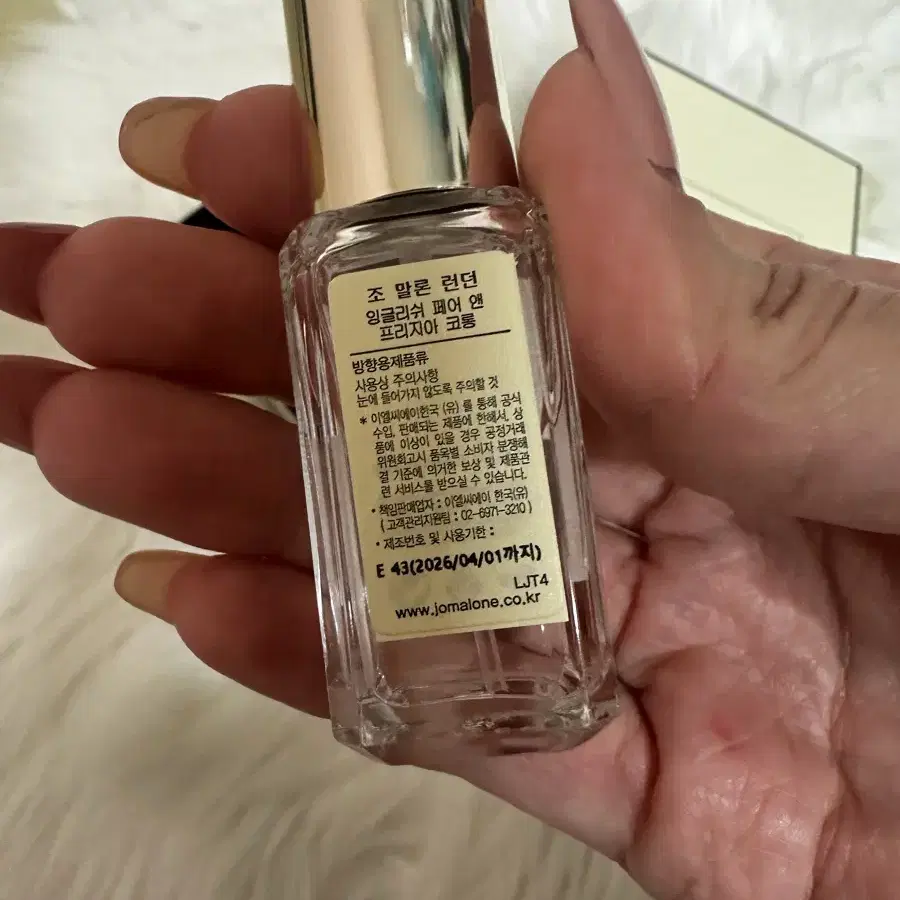 조 말론 런던
잉글리쉬 페어 앤
프리지아 코롱
방향용제품류
사용상 주의사항
눈에 들어가지 않도록 주의할 것
* 이엘씨에이한국 (유) 를 통해 공식
수입, 판매되는 제품에 한해서, 상
품에 이상이 있을 경우 공정거래
위원회고시 품목별 소비자 분쟁해
결 기준에 의거한 보상 및 제품관
련 서비스를 받으실 수 있습니다.
• 책임판매업자 : 이엘씨에이 한국(유)
( 고객관리지원팀 : 02-6971-3210 )
• 제조번호 및 사용기한 :
E 43(2026/04/01까지)
LJT4
www.jomalone.co.kr